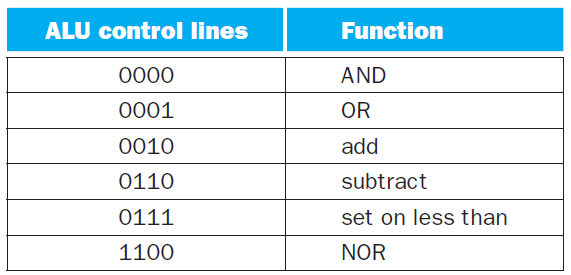 ALU control lines Function
0000 AND
0001 OR
0010 add
0110 subtract
0111 set on less than
1100 NOR